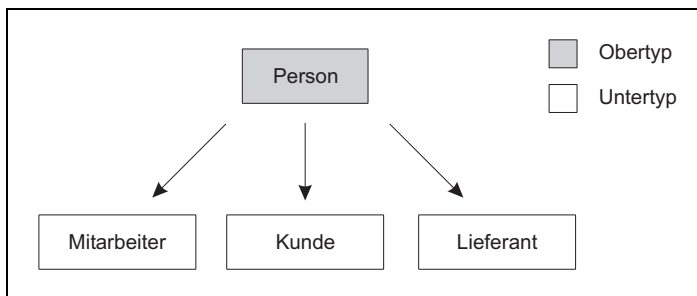 Person
Obertyp
Untertyp
Mitarbeiter
Kunde
Lieferant